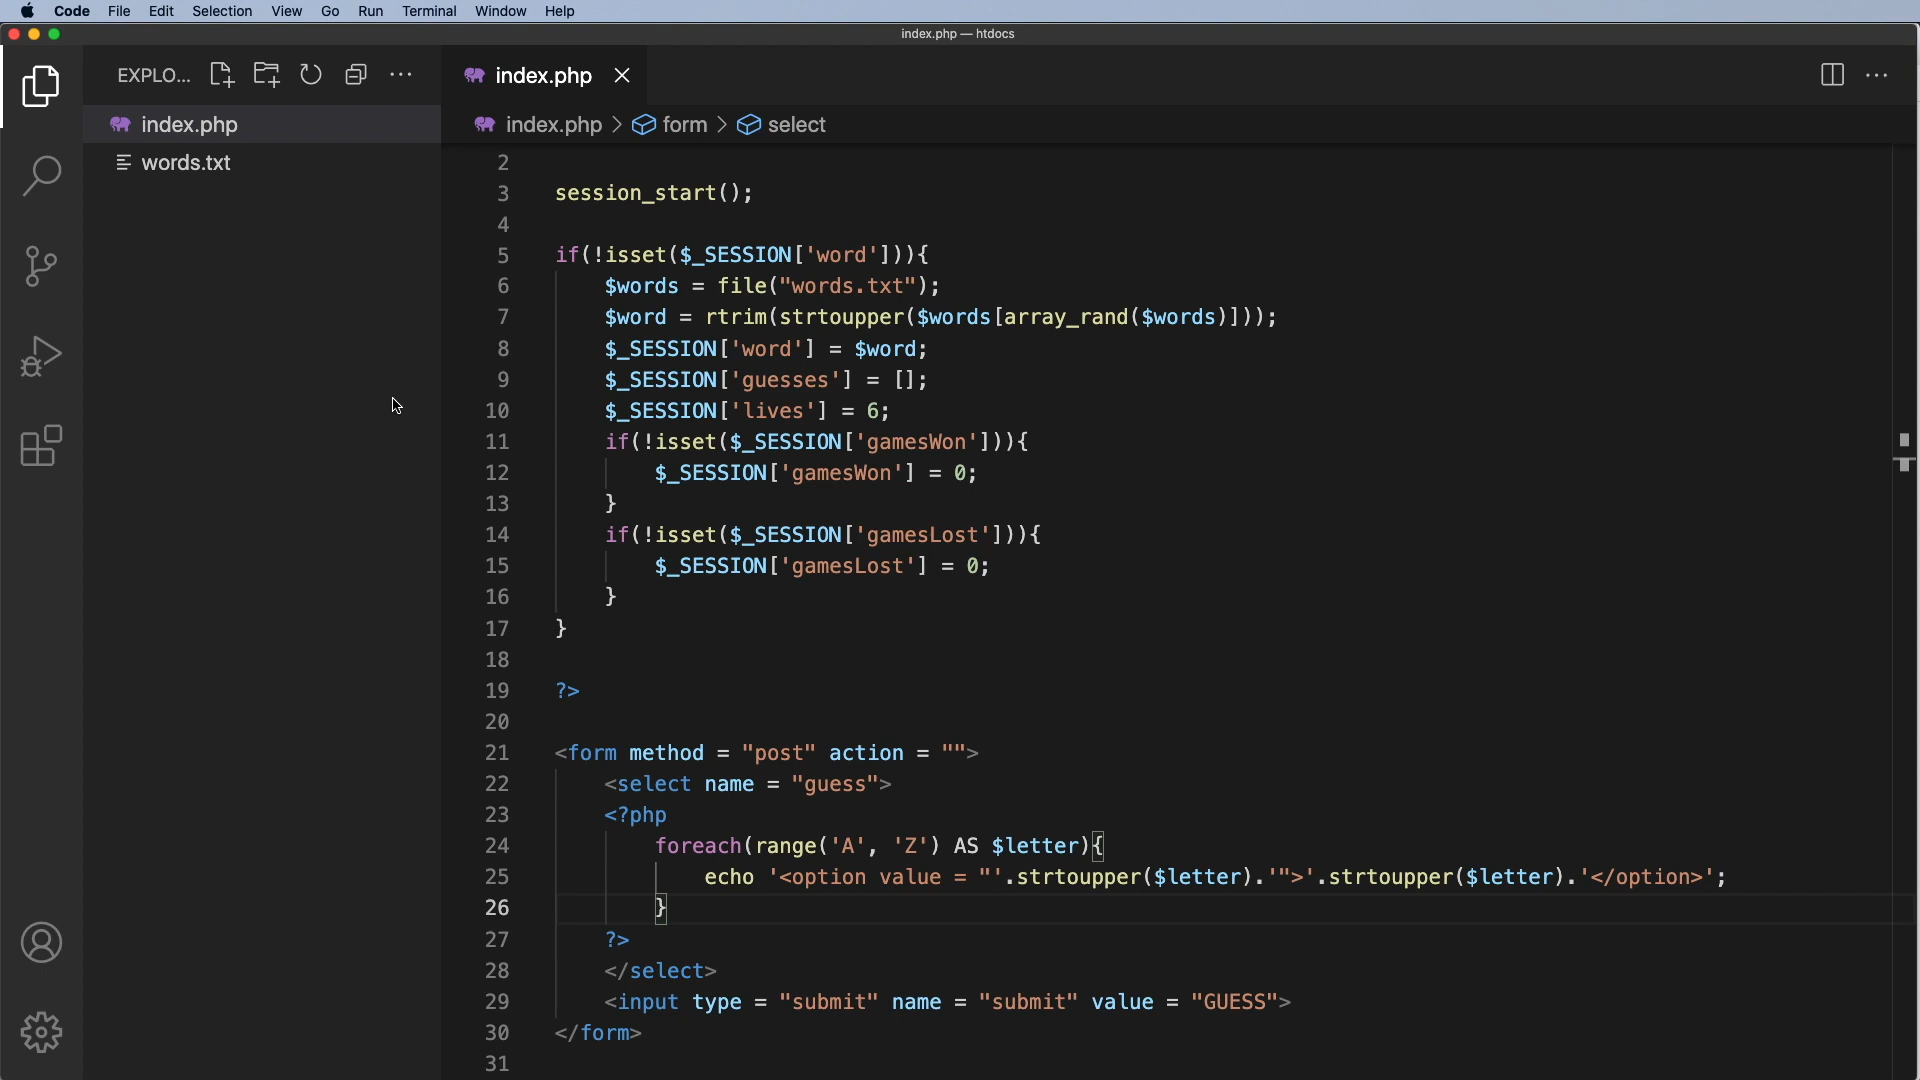 Code File Edit Selection View Go Run Terminal Window Help
index.php — htdocs
EXPLO...
index.php
index.php
index.php > form > select
words.txt
2
3 session_start();
4
5 if(!isset($_SESSION['word'])){
6 $words = file("words.txt");
7 $word = rtrim(strtoupper($words[array_rand($words)]));
8 $_SESSION['word'] = $word;
9 $_SESSION['guesses'] = [];
10 $_SESSION['lives'] = 6;
11 if(!isset($_SESSION['gamesWon'])){
12 $_SESSION['gamesWon'] = 0;
13 }
14 if(!isset($_SESSION['gamesLost'])){
15 $_SESSION['gamesLost'] = 0;
16 }
17 }
18
19 ?>
20
21 <form method = "post" action = "">
22 <select name = "guess">
23 <?php
24 foreach(range('A', 'Z') AS $letter){
25 echo '<option value = "'.strtoupper($letter).'">'.strtoupper($letter).'</option>';
26 }
27 ?>
28 </select>
29 <input type = "submit" name = "submit" value = "GUESS">
30 </form>
31